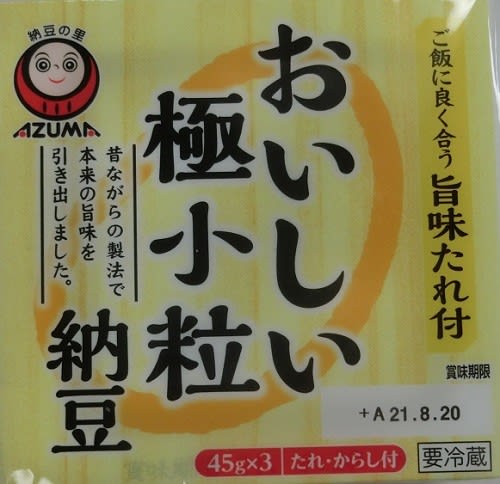 納豆の里
AZUMA
ご飯に良く合う 旨味たれ付
おいしい
極小粒
納豆
昔ながらの製法で
本来の旨味を
引き出しました。
賞味期限
+A21.8.20
45g×3 たれ・からし付
要冷蔵